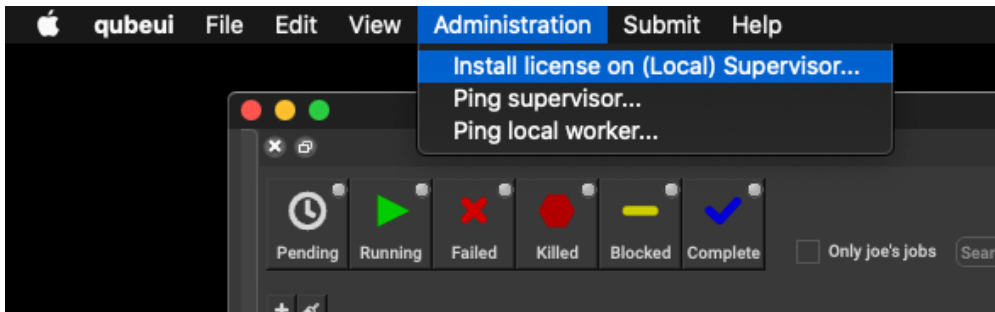 qubeui File Edit View Administration Submit Help
Install license on (Local) Supervisor...
Ping supervisor...
Ping local worker...
Pending Running Failed Killed Blocked Complete Only joe's jobs Sear